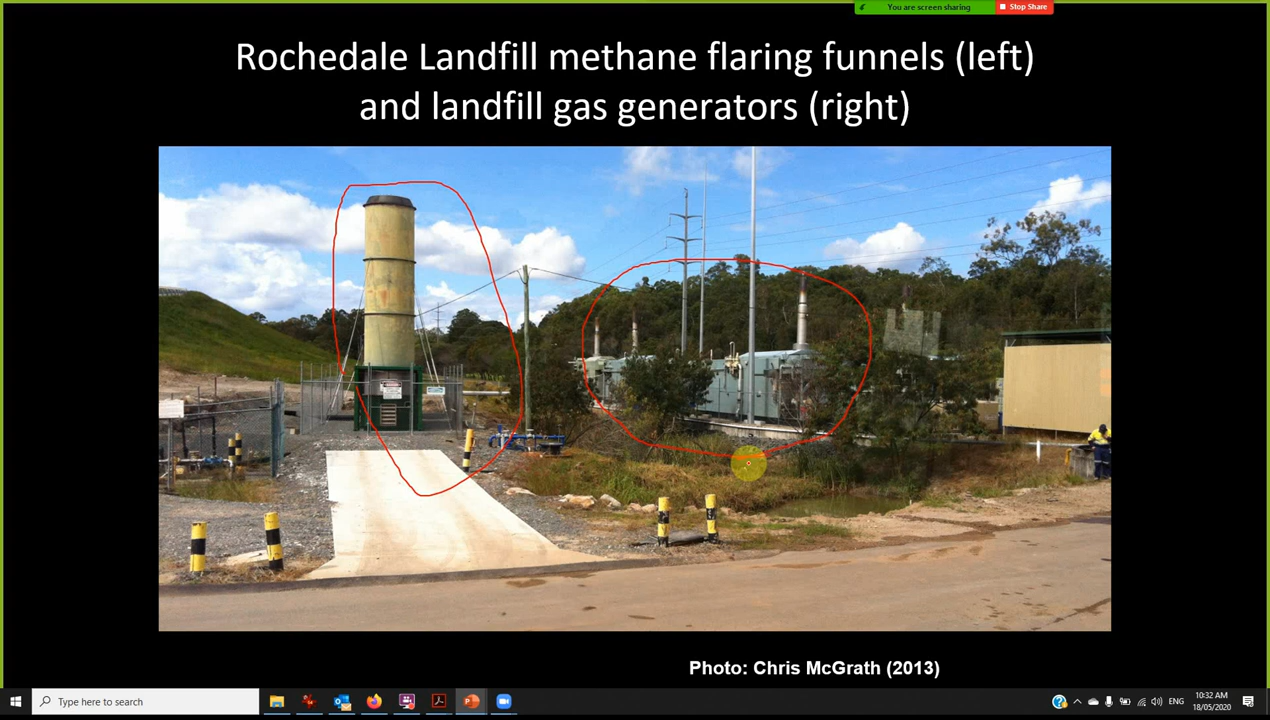 You are screen sharing
Stop Share
Rochedale Landfill methane flaring funnels (left)
and landfill gas generators (right)
Photo: Chris McGrath (2013)
Type here to search
ENG
10:32 AM
18/05/2020